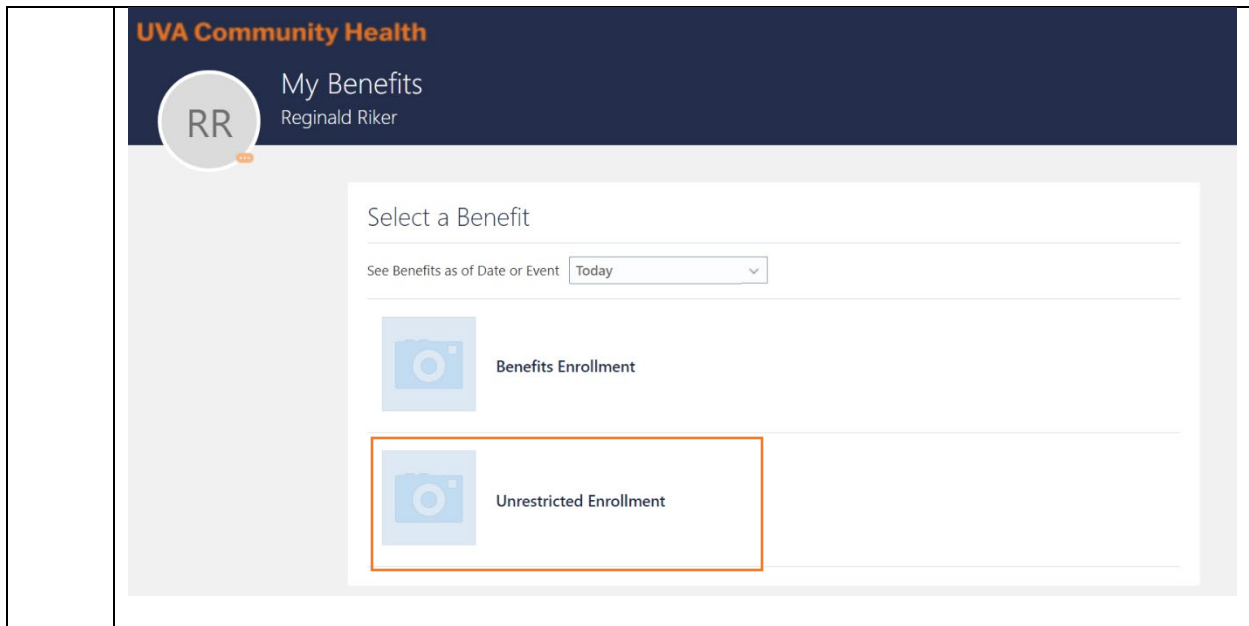 UVA Community Health
My Benefits
RR
Reginald Riker
Select a Benefit
See Benefits as of Date or Event Today
Benefits Enrollment
Unrestricted Enrollment